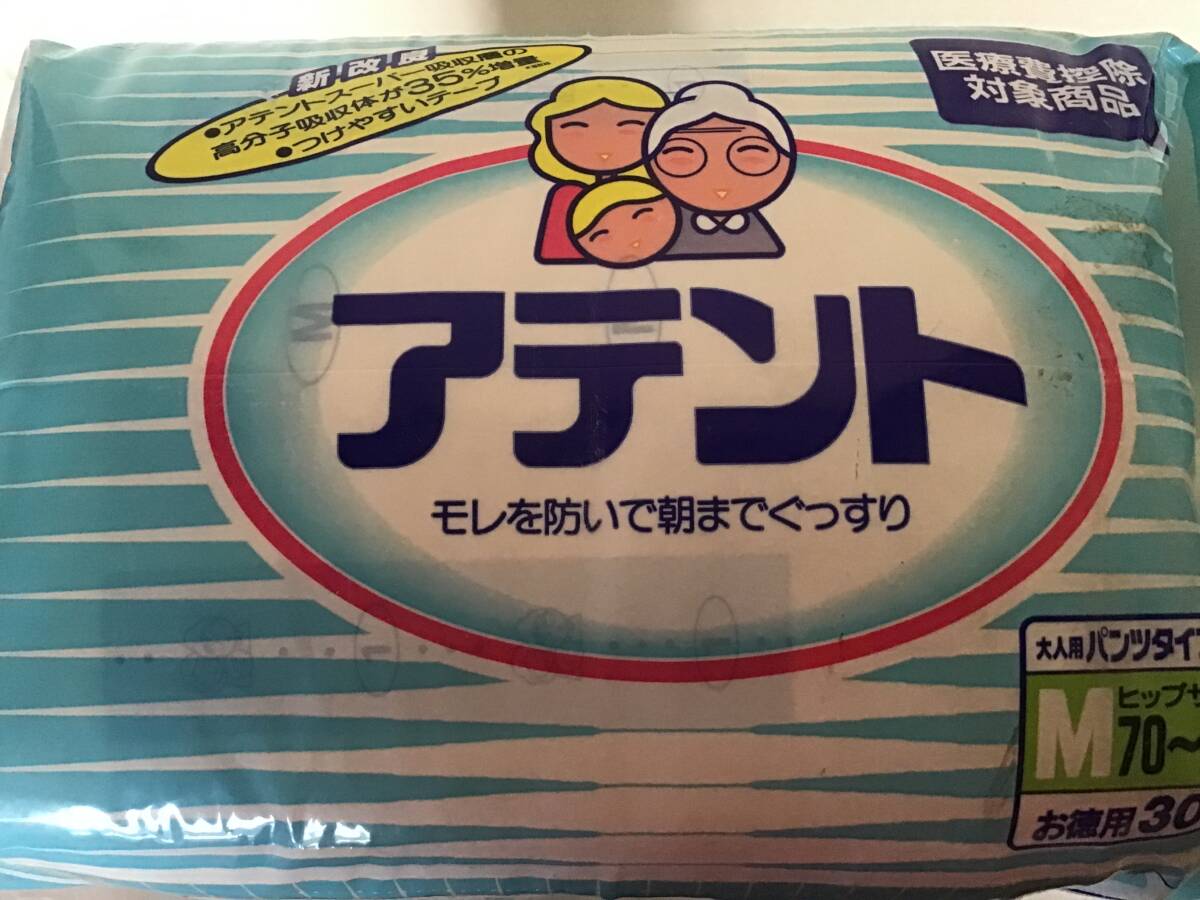 新改良
●アテントスーパー吸収層の
高分子吸収体が35%増量
●つけやすいテープ
医療費控除
対象商品
アテント
モレを防いで朝までぐっすり
大人用パンツタイ
M
ヒップサ
70〜
お徳用30